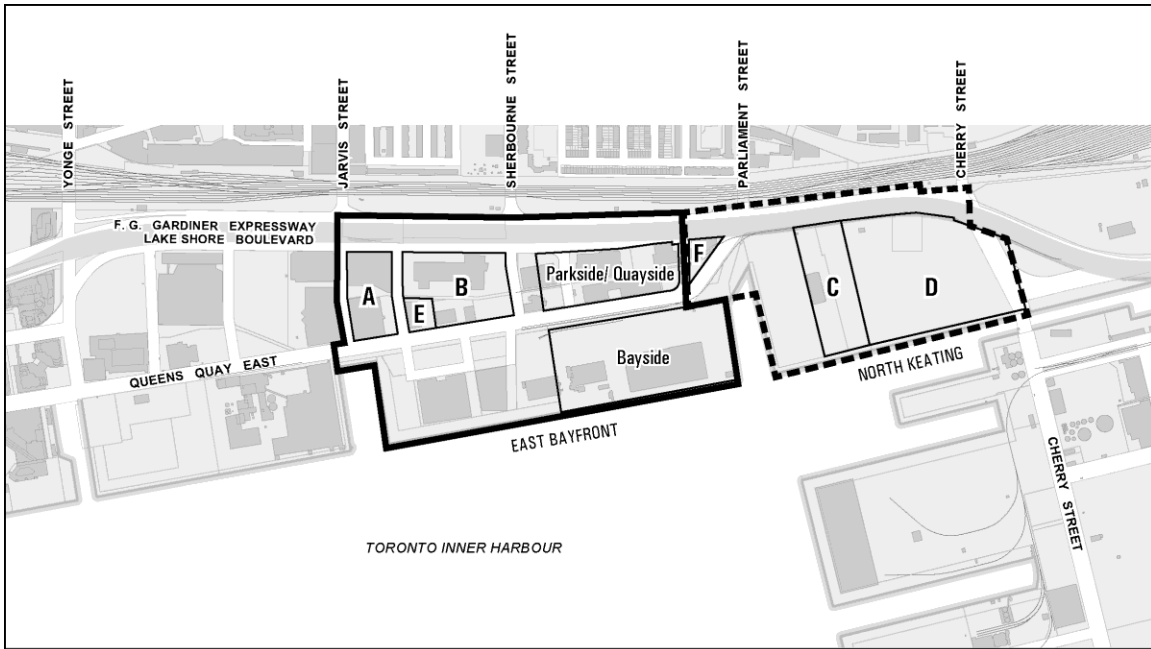 YONGE STREET
JARVIS STREET
SHERBOURNE STREET
PARLIAMENT STREET
CHERRY STREET
F. G. GARDINER EXPRESSWAY
LAKE SHORE BOULEVARD
Parkside/ Quayside
F
A
B
C
D
E
Bayside
QUEENS QUAY EAST
NORTH KEATING
EAST BAYFRONT
CHERRY STREET
TORONTO INNER HARBOUR